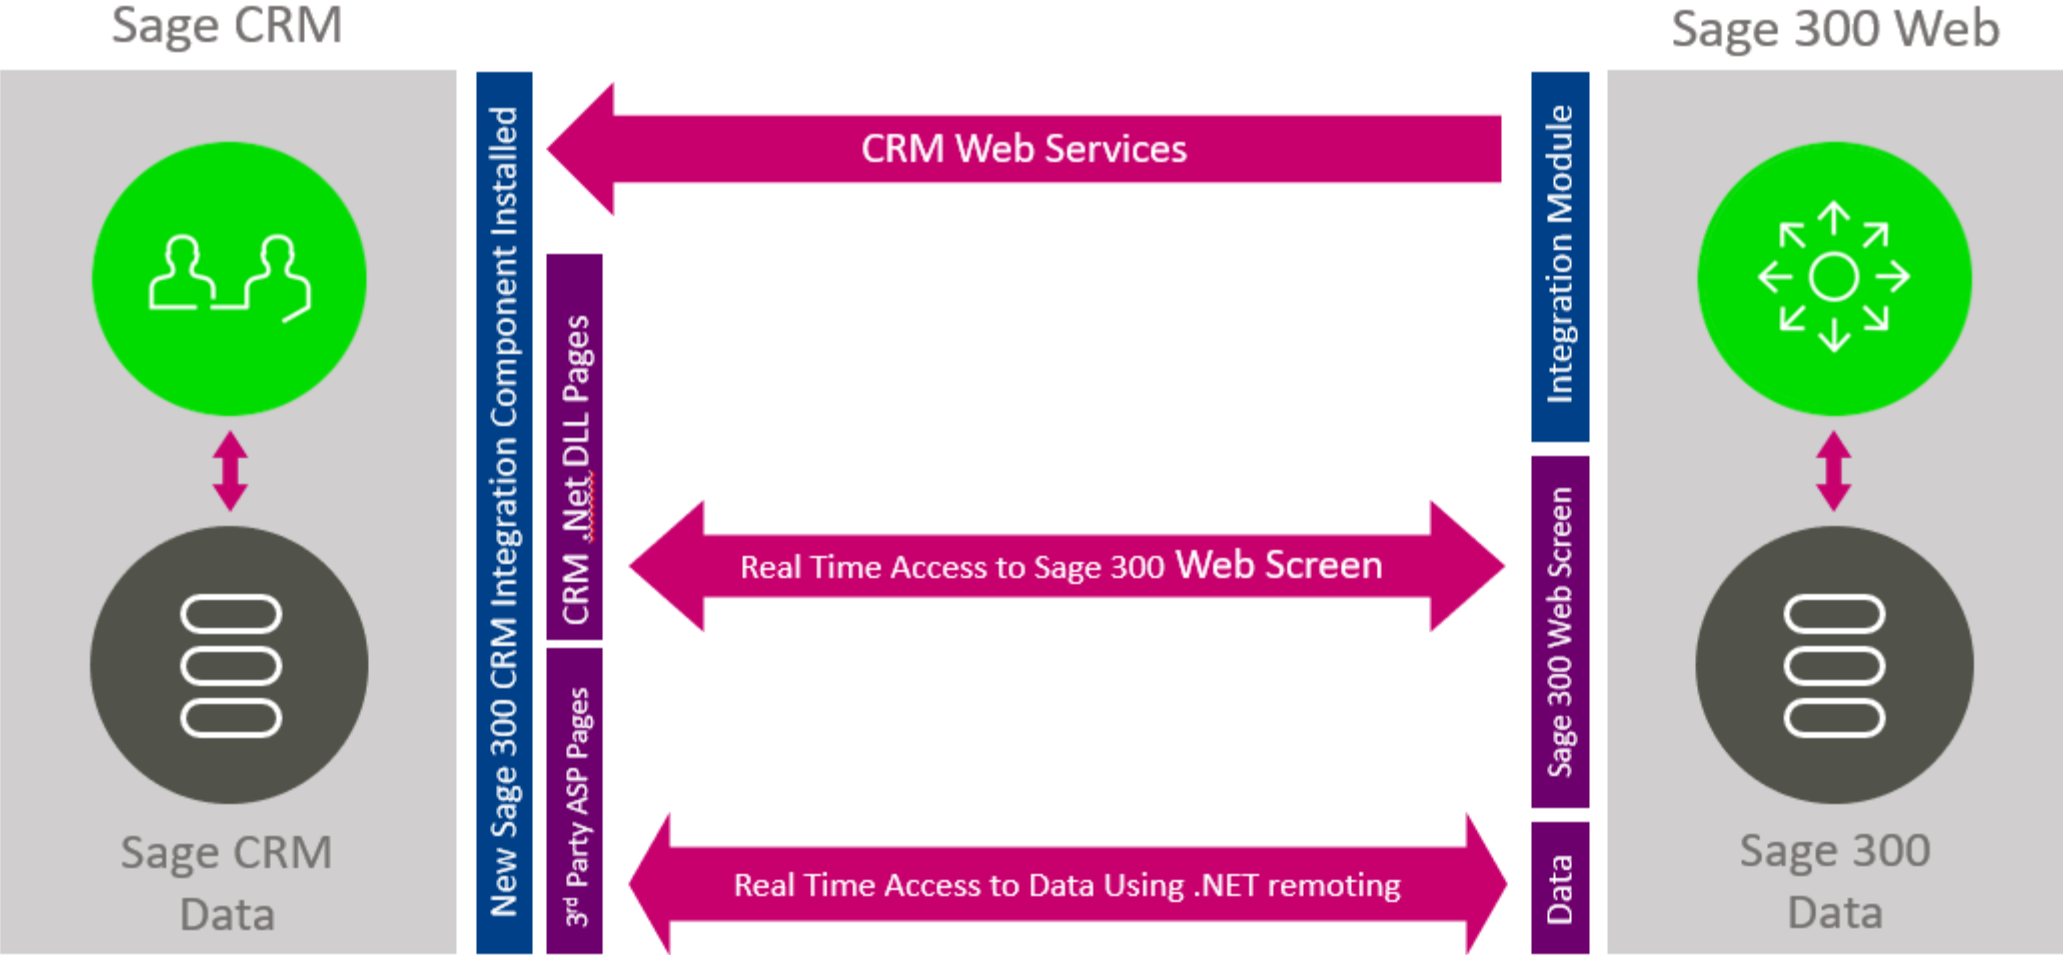 Sage CRM
Sage 300 Web
New Sage 300 CRM Integration Component Installed
CRM Web Services
Integration Module
CRM .Net DLL Pages
Real Time Access to Sage 300 Web Screen
Sage 300 Web Screen
3rd Party ASP Pages
Real Time Access to Data Using .NET remoting
Data
Sage CRM
Data
Sage 300
Data